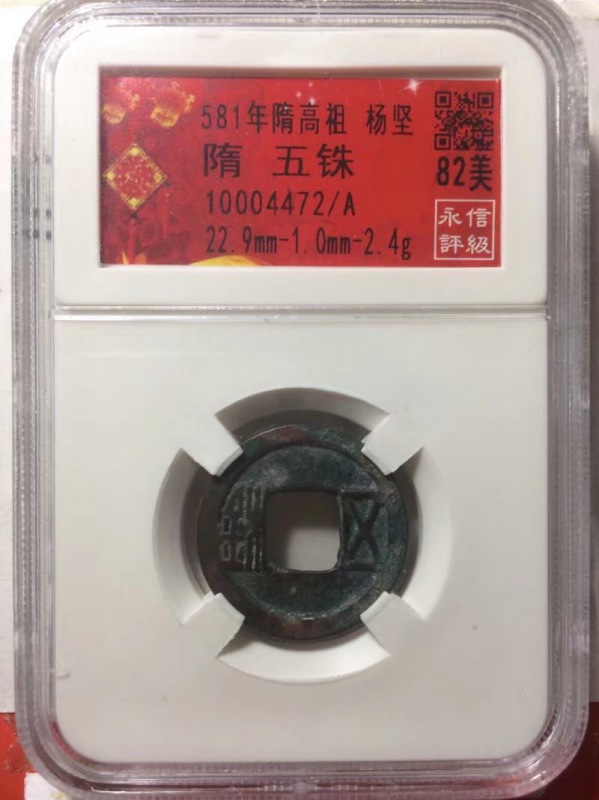 581年隋高祖 杨坚
隋 五铢
82美
10004472/A
22.9mm-1.0mm-2.4g
永信
評級
五